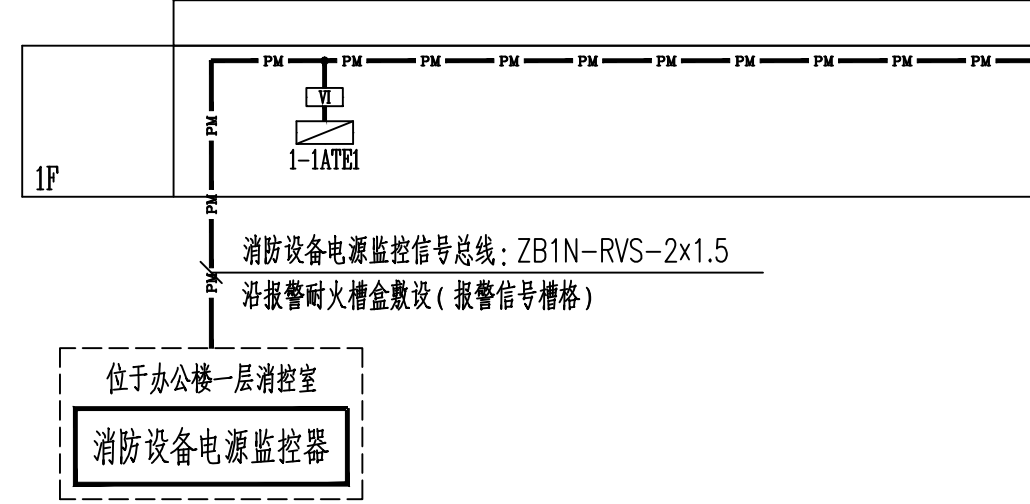 PM PM PM PM PM PM PM PM PM PM
VI
PM
1-1ATE1
1F
PM
消防设备电源监控信号总线：ZB1N-RVS-2x1.5
PM
沿报警耐火槽盒敷设（报警信号槽格）
位于办公楼一层消控室
消防设备电源监控器